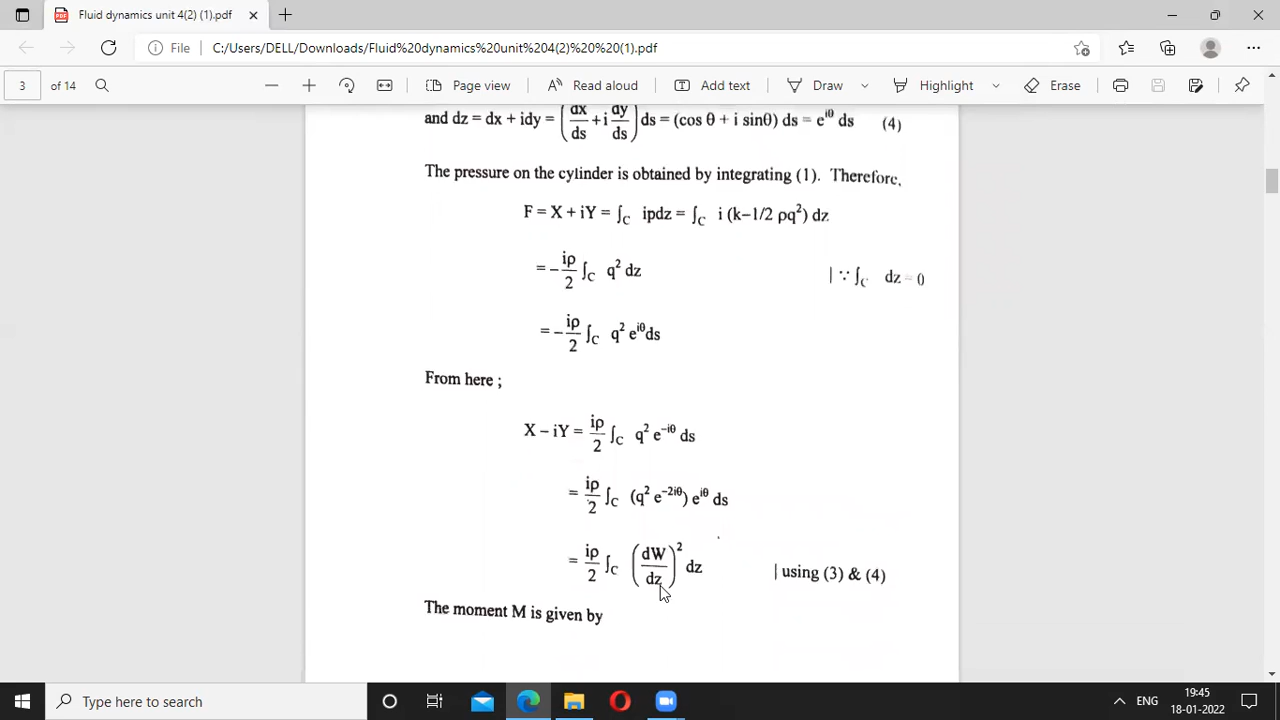 Fluid dynamics unit 4(2) (1).pdf
File C:/Users/DELL/Downloads/Fluid%20dynamics%20unit%204(2)%20%20(1).pdf
3 of 14 Page view Read aloud Add text Draw Highlight Erase
and dz = dx + idy = (dx/ds + i dy/ds) ds = (cos θ + i sinθ) ds = e^{iθ} ds (4)
The pressure on the cylinder is obtained by integrating (1). Therefore,
F = X + iY = ∫_C ipdz = ∫_C i (k–1/2 ρq²) dz
= – iρ/2 ∫_C q² dz | ∵ ∫_C dz = 0
= – iρ/2 ∫_C q² e^{iθ}ds
From here ;
X – iY = iρ/2 ∫_C q² e^{–iθ} ds
= iρ/2 ∫_C (q² e^{–2iθ}) e^{iθ} ds
= iρ/2 ∫_C (dW/dz)² dz | using (3) & (4)
The moment M is given by
Type here to search
ENG
19:45
18-01-2022